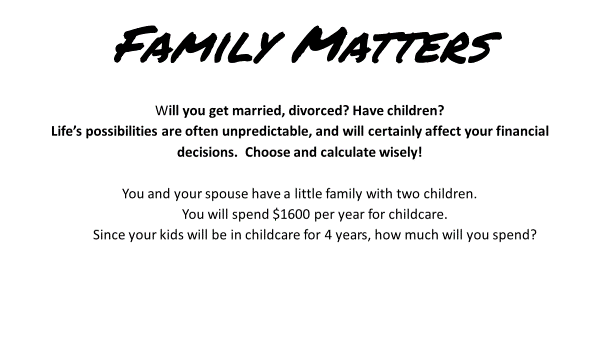 Family Matters
Will you get married, divorced? Have children?
Life's possibilities are often unpredictable, and will certainly affect your financial
decisions.  Choose and calculate wisely!
You and your spouse have a little family with two children.
You will spend $1600 per year for childcare.
Since your kids will be in childcare for 4 years, how much will you spend?